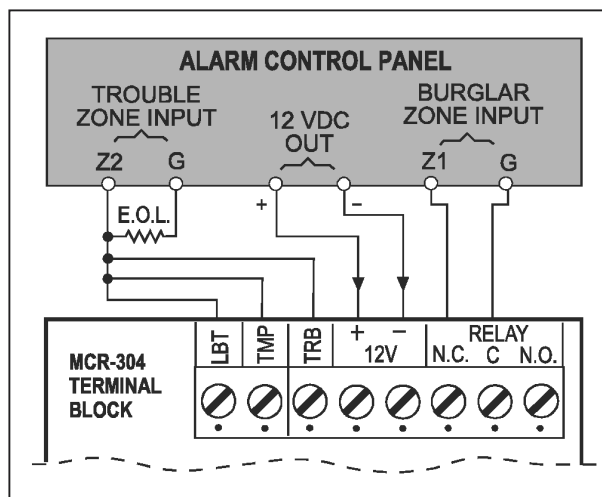 ALARM CONTROL PANEL
TROUBLE
ZONE INPUT
12 VDC
OUT
BURGLAR
ZONE INPUT
Z2
G
Z1
G
+
–
E.O.L.
MCR-304
TERMINAL
BLOCK
LBT
TMP
TRB
+
–
12V
RELAY
N.C. C N.O.